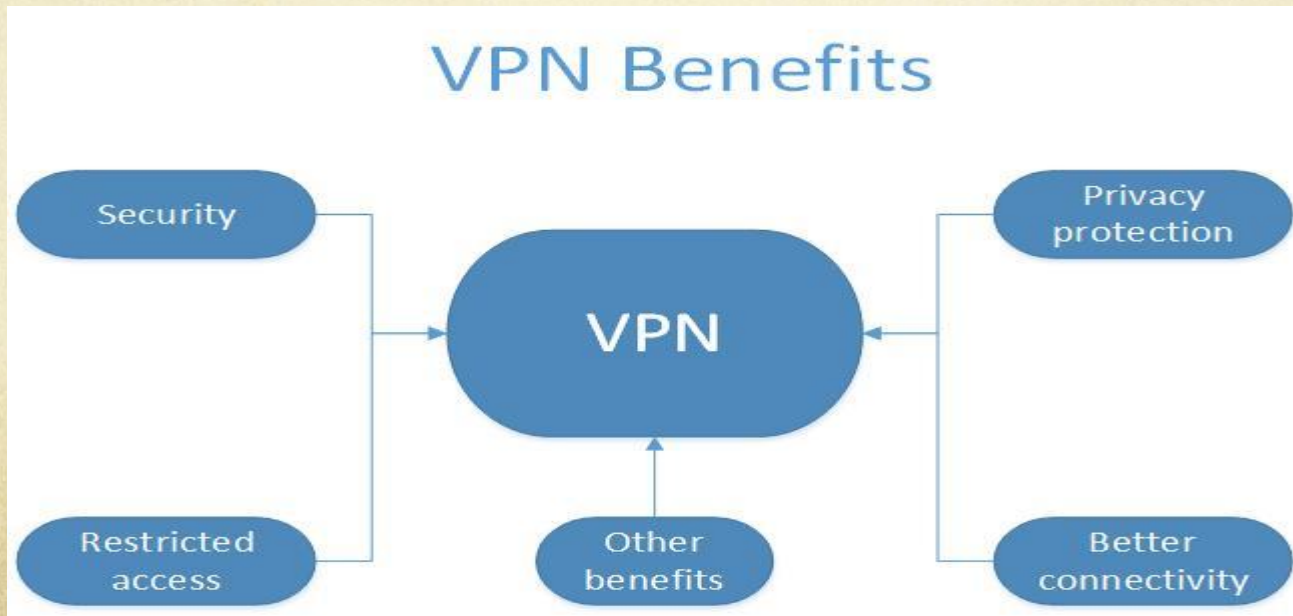 VPN Benefits
Security
Privacy
protection
VPN
Restricted
access
Other
benefits
Better
connectivity